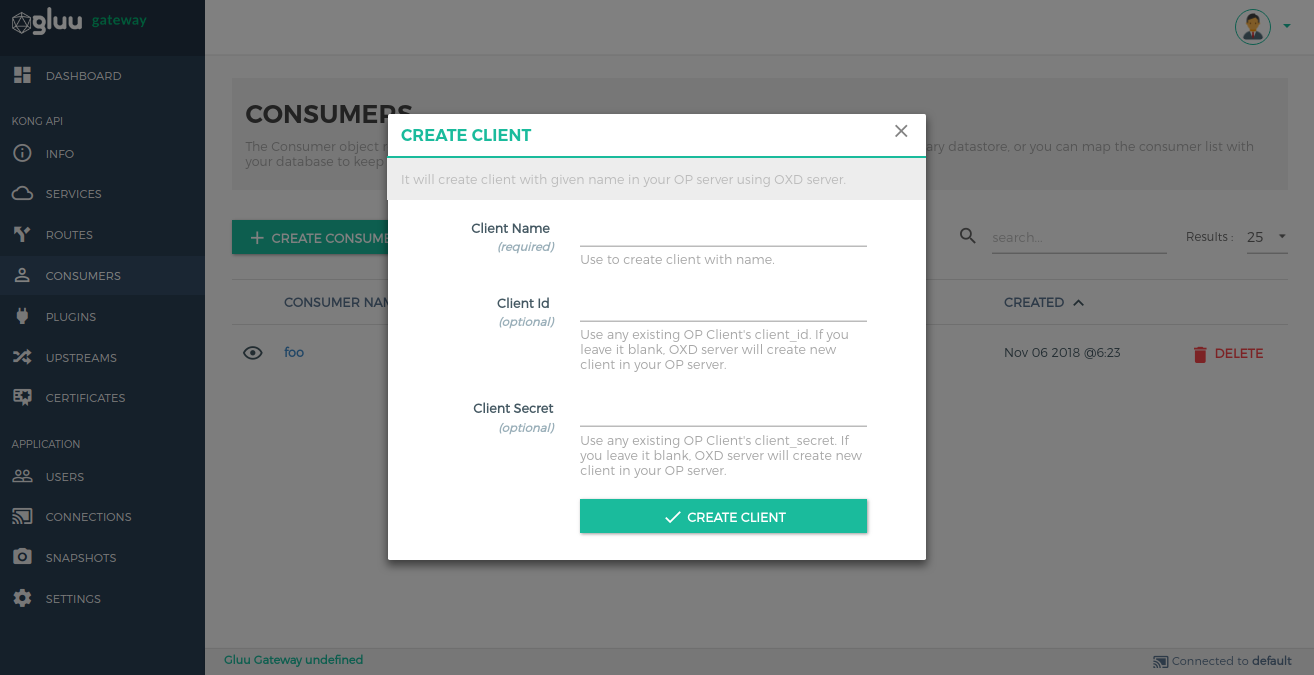 gluu gateway
DASHBOARD
KONG API
INFO
SERVICES
ROUTES
CONSUMERS
PLUGINS
UPSTREAMS
CERTIFICATES
APPLICATION
USERS
CONNECTIONS
SNAPSHOTS
SETTINGS
CONSUMERS
The Consumer object
ary datastore, or you can map the consumer list with
your database to keep
CREATE CONSUME
search...
Results :
25
CONSUMER NAM
CREATED
foo
Nov 06 2018 @6:23
DELETE
CREATE CLIENT
It will create client with given name in your OP server using OXD server.
Client Name
(required)
Use to create client with name.
Client Id
(optional)
Use any existing OP Client's client_id. If you
leave it blank, OXD server will create new
client in your OP server.
Client Secret
(optional)
Use any existing OP Client's client_secret. If
you leave it blank, OXD server will create new
client in your OP server.
CREATE CLIENT
Gluu Gateway undefined
Connected to default